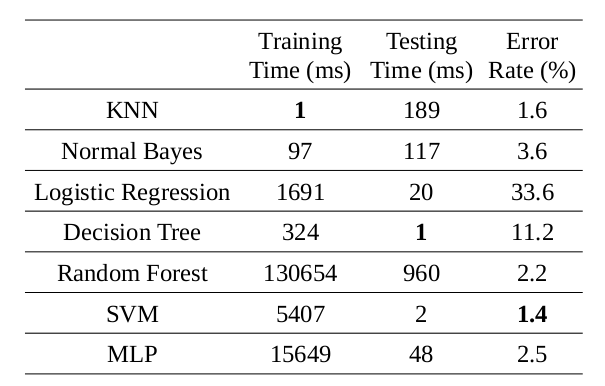 Training Testing Error
Time (ms) Time (ms) Rate (%)
KNN 1 189 1.6
Normal Bayes 97 117 3.6
Logistic Regression 1691 20 33.6
Decision Tree 324 1 11.2
Random Forest 130654 960 2.2
SVM 5407 2 1.4
MLP 15649 48 2.5